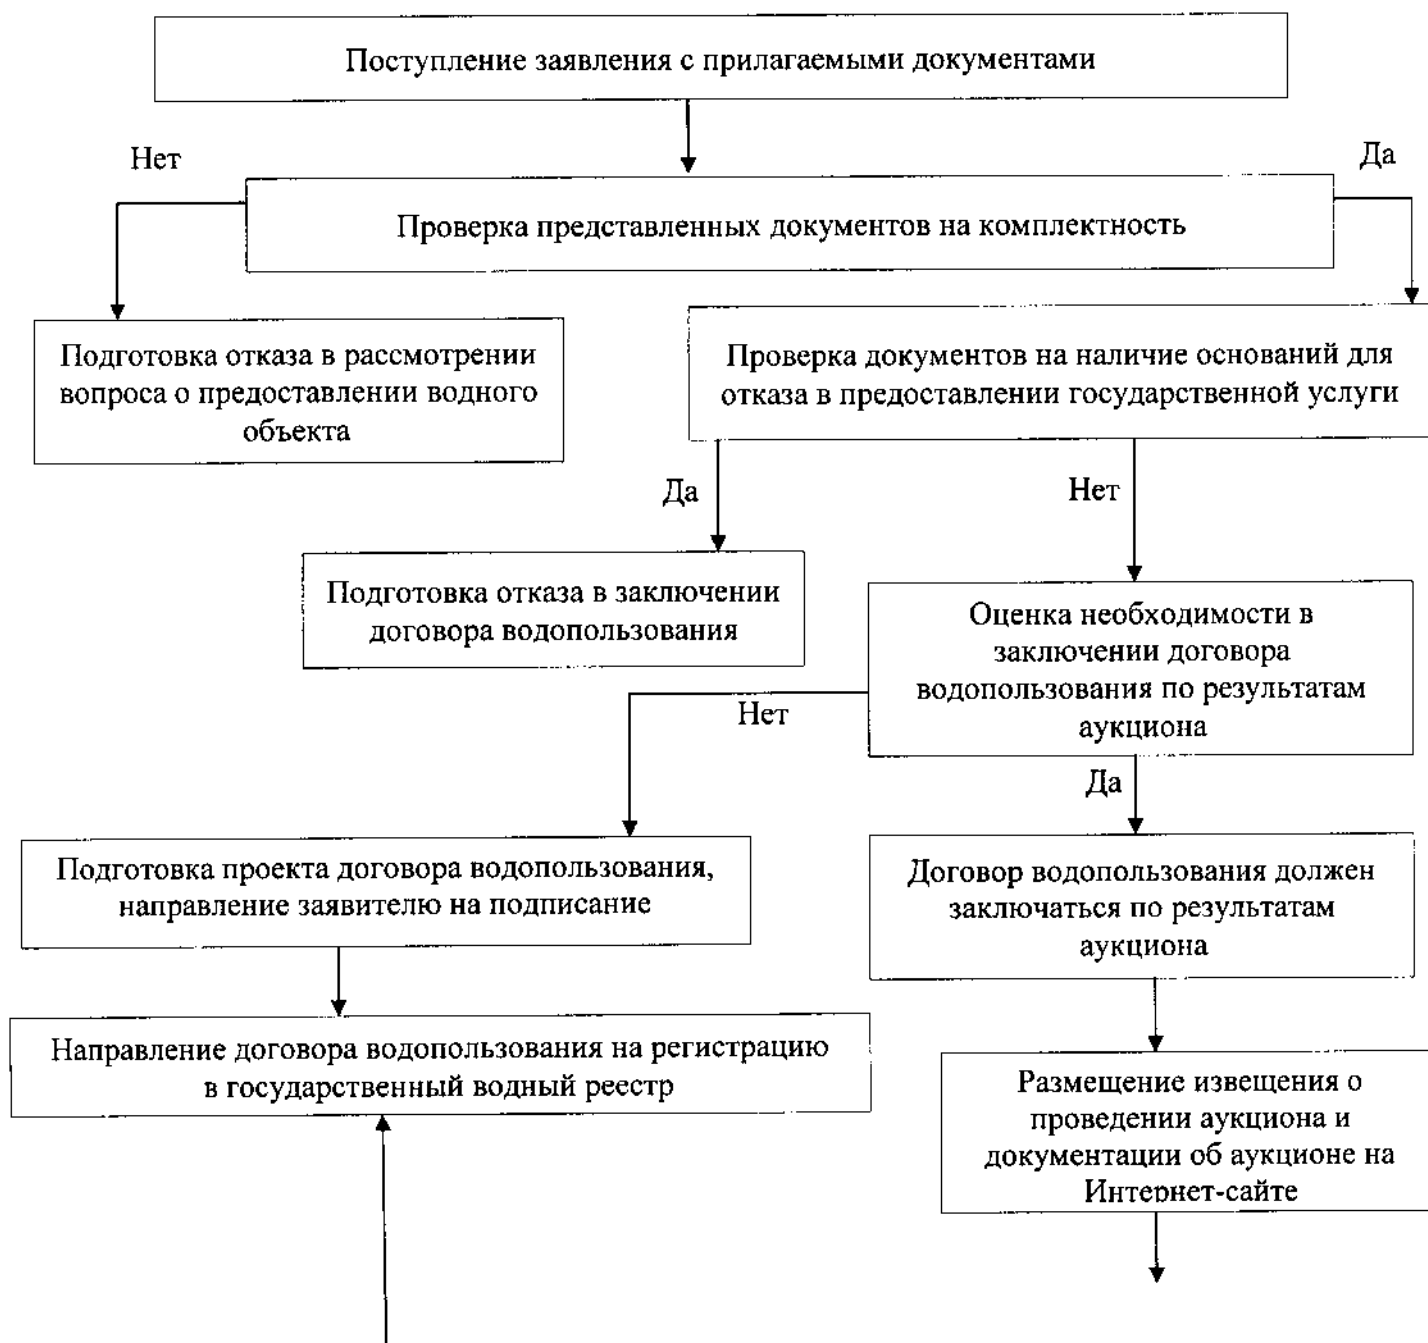 Поступление заявления с прилагаемыми документами
Нет
Да
Проверка представленных документов на комплектность
Подготовка отказа в рассмотрении
вопроса о предоставлении водного
объекта
Проверка документов на наличие оснований для
отказа в предоставлении государственной услуги
Да
Нет
Подготовка отказа в заключении
договора водопользования
Оценка необходимости в
заключении договора
водопользования по результатам
аукциона
Нет
Да
Подготовка проекта договора водопользования,
направление заявителю на подписание
Договор водопользования должен
заключаться по результатам
аукциона
Направление договора водопользования на регистрацию
в государственный водный реестр
Размещение извещения о
проведении аукциона и
документации об аукционе на
Интернет-сайте